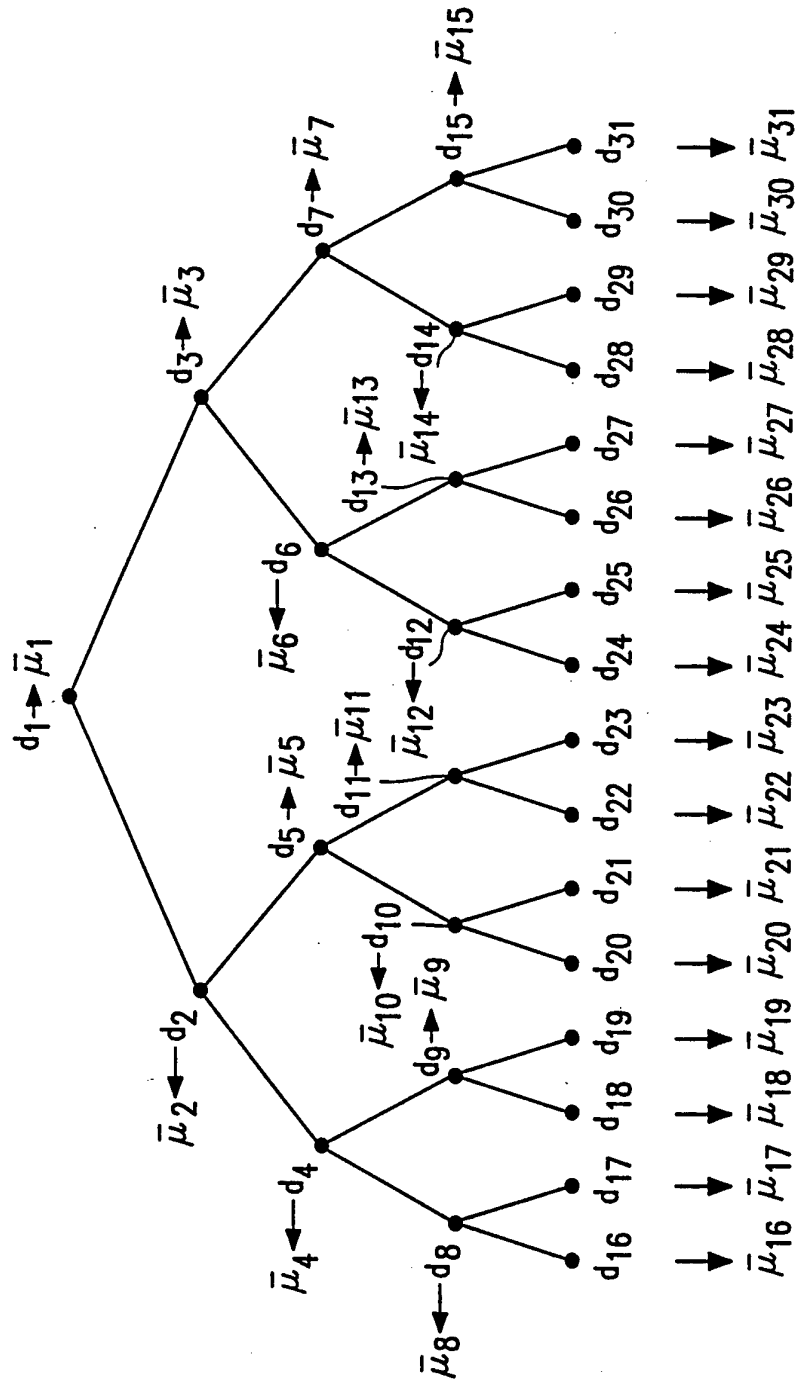 d1 → μ̄1
μ̄2 ← d2
d3 → μ̄3
μ̄4 ← d4
d5 → μ̄5
μ̄6 ← d6
d7 → μ̄7
μ̄8 ← d8
d9 → μ̄9
μ̄10 ← d10
d11 → μ̄11
μ̄12 ← d12
d13 → μ̄13
μ̄14 ← d14
d15 → μ̄15
d16 d17 d18 d19 d20 d21 d22 d23 d24 d25 d26 d27 d28 d29 d30 d31
μ̄16 μ̄17 μ̄18 μ̄19 μ̄20 μ̄21 μ̄22 μ̄23 μ̄24 μ̄25 μ̄26 μ̄27 μ̄28 μ̄29 μ̄30 μ̄31